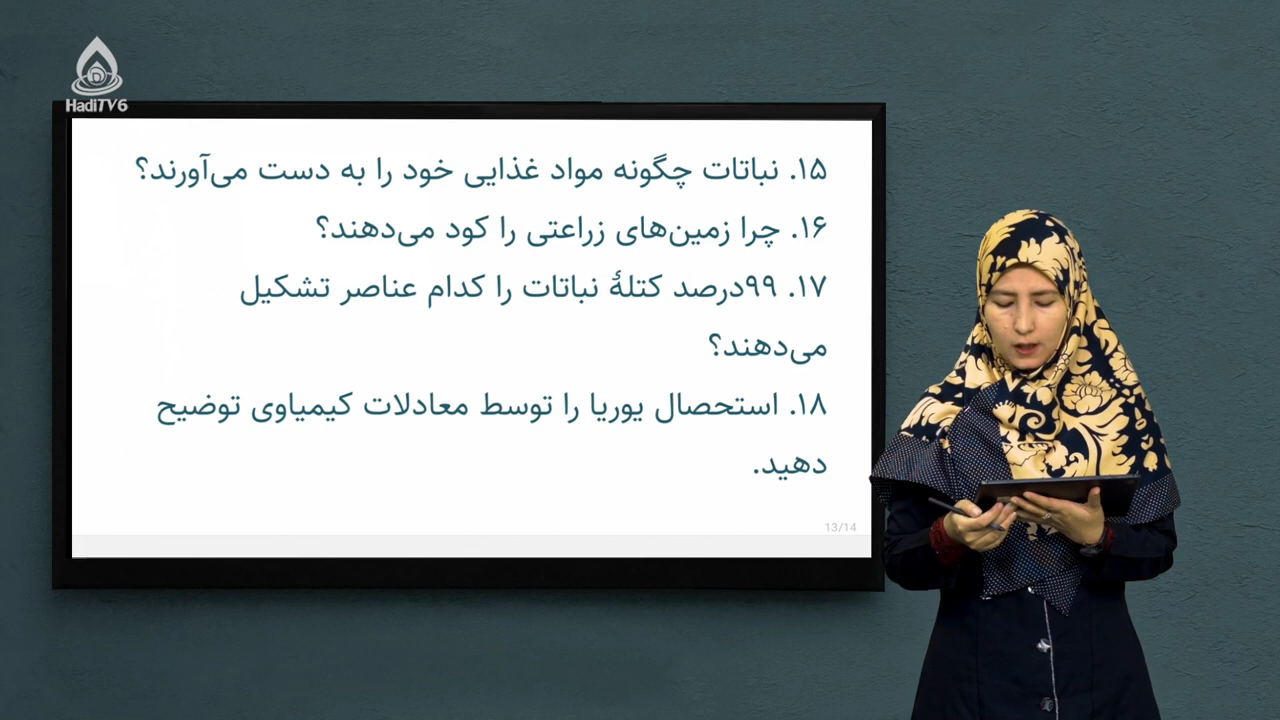 HadiTV6
۱۵. نباتات چگونه مواد غذایی خود را به دست می‌آورند؟
۱۶. چرا زمین‌های زراعتی را کود می‌دهند؟
۱۷. ۹۹درصد کتلۀ نباتات را کدام عناصر تشکیل
می‌دهند؟
۱۸. استحصال یوریا را توسط معادلات کیمیاوی توضیح
دهید.
13/14